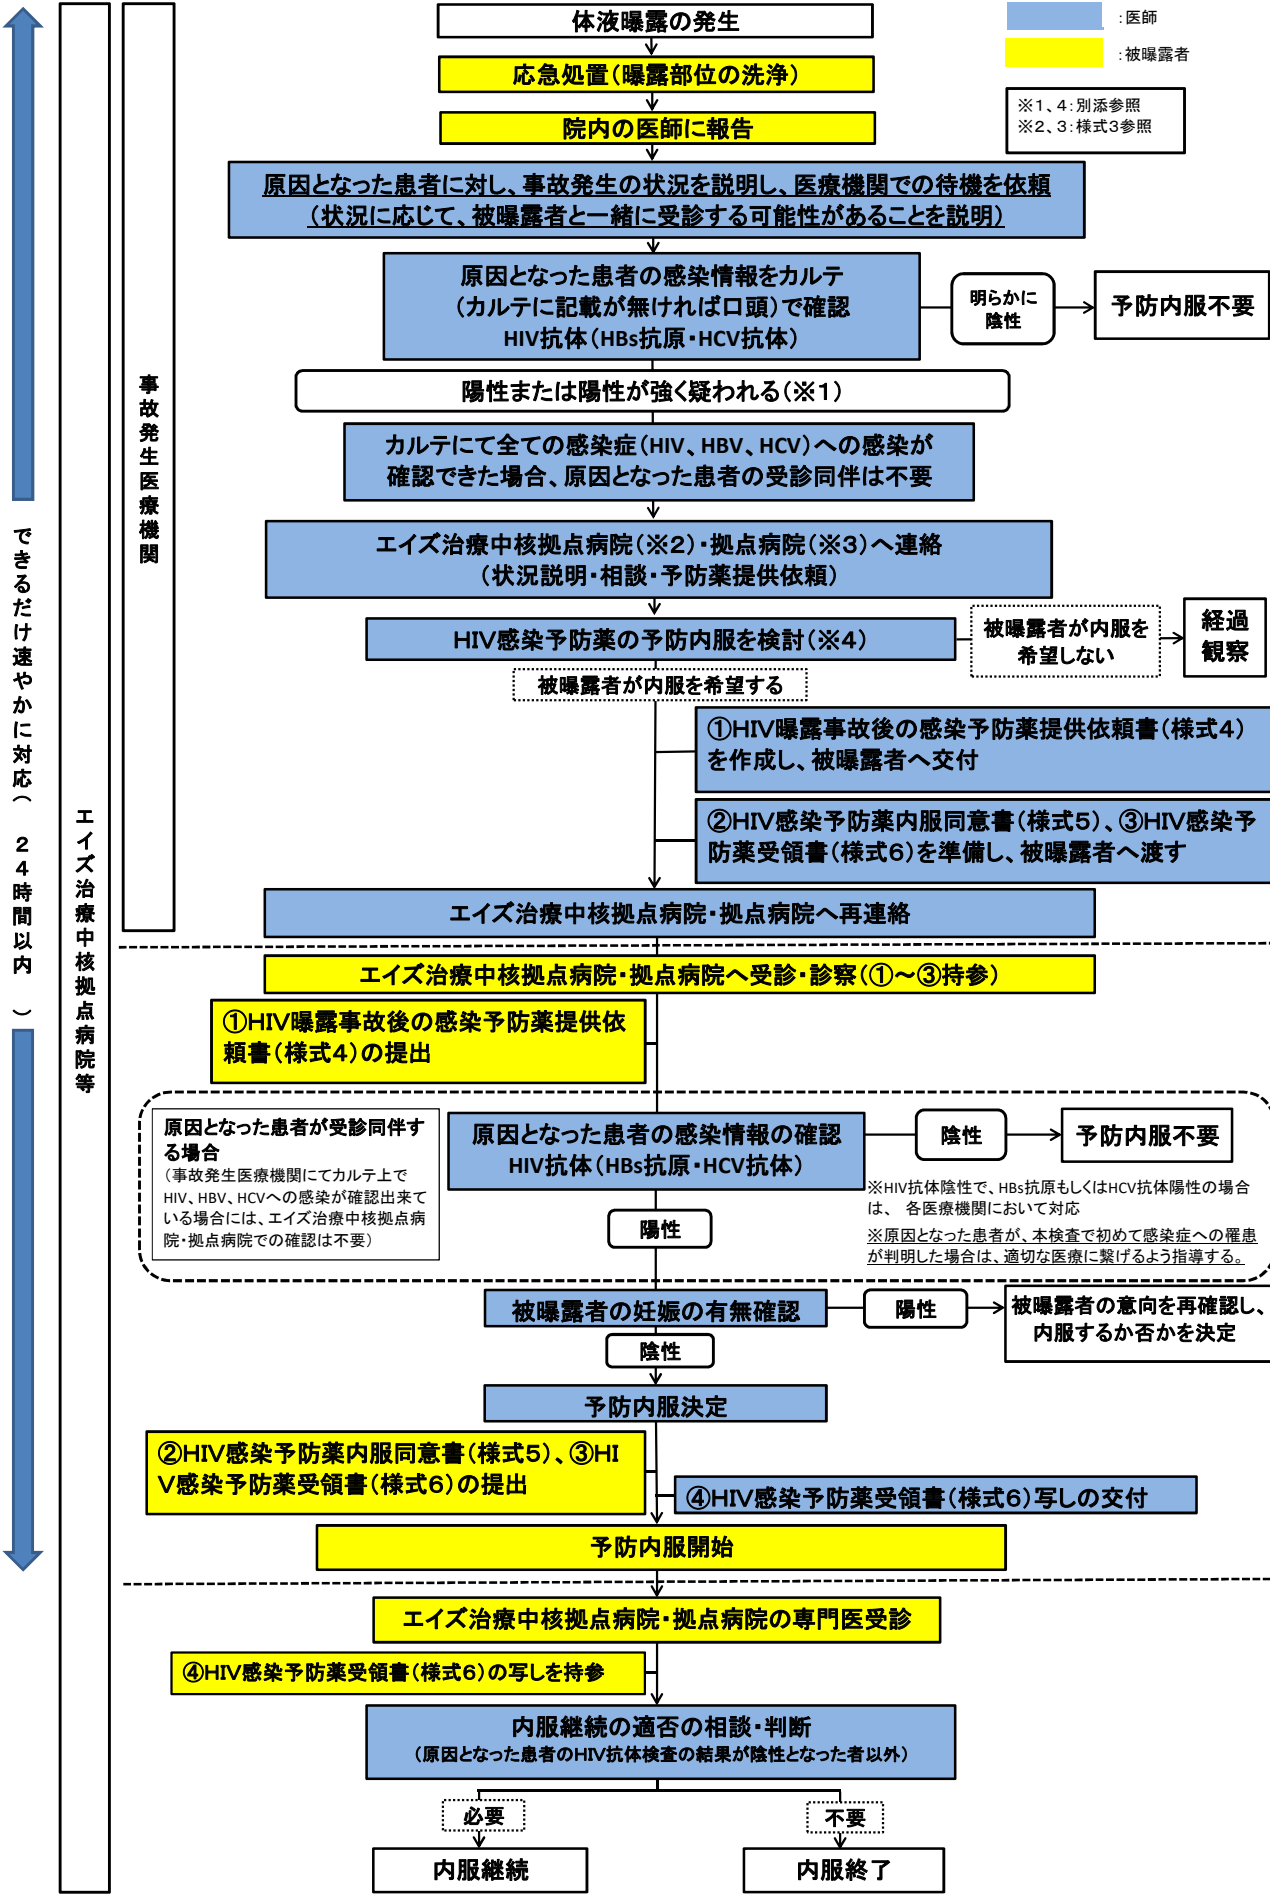 体液曝露の発生
：医師
：被曝露者
応急処置（曝露部位の洗浄）
※１、４：別添参照
※２、３：様式３参照
院内の医師に報告
原因となった患者に対し、事故発生の状況を説明し、医療機関での待機を依頼
（状況に応じて、被曝露者と一緒に受診する可能性があることを説明）
原因となった患者の感染情報をカルテ
（カルテに記載が無ければ口頭）で確認
HIV抗体（HBs抗原・HCV抗体）
明らかに
陰性
予防内服不要
陽性または陽性が強く疑われる（※１）
カルテにて全ての感染症（HIV、HBV、HCV）への感染が
確認できた場合、原因となった患者の受診同伴は不要
エイズ治療中核拠点病院（※２）・拠点病院（※３）へ連絡
（状況説明・相談・予防薬提供依頼）
HIV感染予防薬の予防内服を検討（※４）
被曝露者が内服を
希望しない
経過
観察
被曝露者が内服を希望する
①HIV曝露事故後の感染予防薬提供依頼書（様式４）
を作成し、被曝露者へ交付
②HIV感染予防薬内服同意書（様式５）、③HIV感染予
防薬受領書（様式６）を準備し、被曝露者へ渡す
エイズ治療中核拠点病院・拠点病院へ再連絡
事故発生医療機関
できるだけ速やかに対応（２４時間以内）
エイズ治療中核拠点病院等
エイズ治療中核拠点病院・拠点病院へ受診・診察（①～③持参）
①HIV曝露事故後の感染予防薬提供依
頼書（様式４）の提出
原因となった患者が受診同伴す
る場合
（事故発生医療機関にてカルテ上で
HIV、HBV、HCVへの感染が確認出来て
いる場合には、エイズ治療中核拠点病
院・拠点病院での確認は不要）
原因となった患者の感染情報の確認
HIV抗体（HBs抗原・HCV抗体）
陰性
予防内服不要
※HIV抗体陰性で、HBs抗原もしくはHCV抗体陽性の場合
は、 各医療機関において対応
※原因となった患者が、本検査で初めて感染症への罹患
が判明した場合は、適切な医療に繋げるよう指導する。
陽性
被曝露者の妊娠の有無確認
陽性
被曝露者の意向を再確認し、
内服するか否かを決定
陰性
予防内服決定
②HIV感染予防薬内服同意書（様式５）、③HI
V感染予防薬受領書（様式６）の提出
④HIV感染予防薬受領書（様式６）写しの交付
予防内服開始
エイズ治療中核拠点病院・拠点病院の専門医受診
④HIV感染予防薬受領書（様式６）の写しを持参
内服継続の適否の相談・判断
（原因となった患者のHIV抗体検査の結果が陰性となった者以外）
必要
不要
内服継続
内服終了